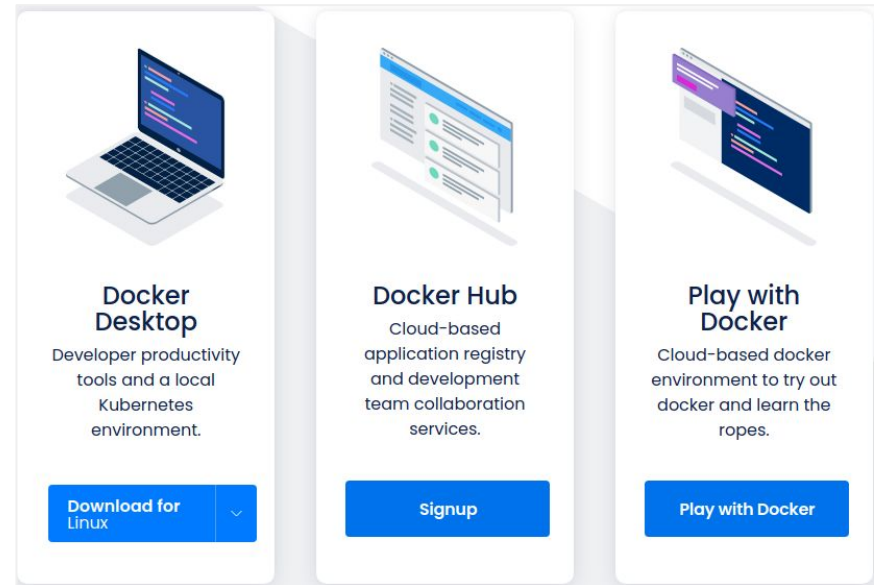 Docker
Desktop
Developer productivity
tools and a local
Kubernetes
environment.
Download for
Linux
Docker Hub
Cloud-based
application registry
and development
team collaboration
services.
Signup
Play with
Docker
Cloud-based docker
environment to try out
docker and learn the
ropes.
Play with Docker